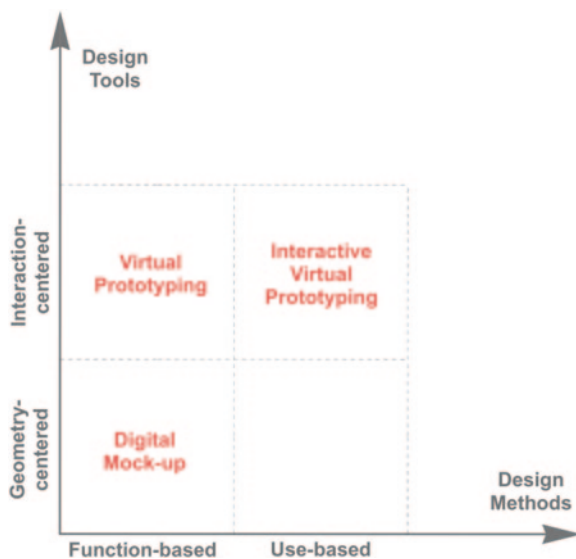 Design
Tools
Interaction-
centered
Virtual
Prototyping
Interactive
Virtual
Prototyping
Geometry-
centered
Digital
Mock-up
Design
Methods
Function-based
Use-based